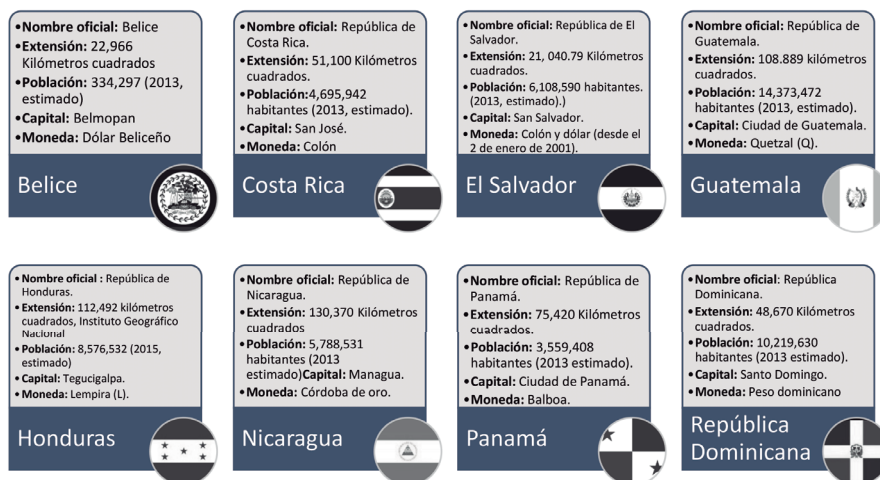 •Nombre oficial: Belice
•Extensión: 22,966
Kilómetros cuadrados
•Población: 334,297 (2013,
estimado)
•Capital: Belmopan
•Moneda: Dólar Beliceño
Belice
•Nombre oficial: República de
Costa Rica.
•Extensión: 51,100 Kilómetros
cuadrados.
•Población:4,695,942
habitantes (2013, estimado).
•Capital: San José.
•Moneda: Colón
Costa Rica
•Nombre oficial: República de El
Salvador.
•Extensión: 21, 040.79 Kilómetros
cuadrados.
•Población: 6,108,590 habitantes.
(2013, estimado).)
•Capital: San Salvador.
•Moneda: Colón y dólar (desde el
2 de enero de 2001).
El Salvador
•Nombre oficial: República de
Guatemala.
•Extensión: 108.889 kilómetros
cuadrados.
•Población: 14,373,472
habitantes (2013, estimado).
•Capital: Ciudad de Guatemala.
•Moneda: Quetzal (Q).
Guatemala
•Nombre oficial : República de
Honduras.
•Extensión: 112,492 kilómetros
cuadrados, Instituto Geográfico
Nacional
•Población: 8,576,532 (2015,
estimado)
•Capital: Tegucigalpa.
•Moneda: Lempira (L).
Honduras
•Nombre oficial: República de
Nicaragua.
•Extensión: 130,370 Kilómetros
cuadrados
•Población: 5,788,531
habitantes (2013
estimado)Capital: Managua.
•Moneda: Córdoba de oro.
Nicaragua
•Nombre oficial: República de
Panamá.
•Extensión: 75,420 Kilómetros
cuadrados.
•Población: 3,559,408
habitantes (2013 estimado).
•Capital: Ciudad de Panamá.
•Moneda: Balboa.
Panamá
•Nombre oficial: República
Dominicana.
•Extensión: 48,670 Kilómetros
cuadrados.
•Población: 10,219,630
habitantes (2013 estimado).
•Capital: Santo Domingo.
•Moneda: Peso dominicano
República
Dominicana